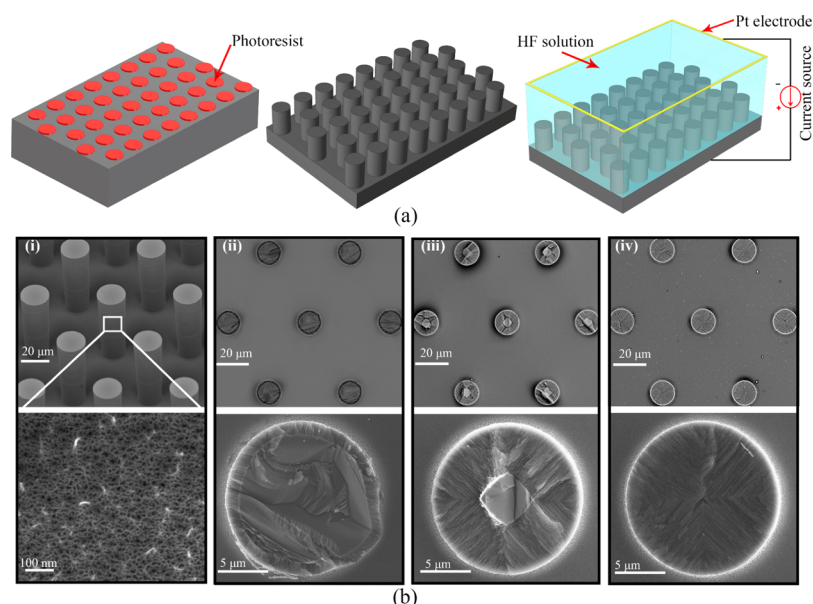 Photoresist
HF solution
Pt electrode
Current source
-
+
(a)
(i)
20 μm
100 nm
(ii)
20 μm
5 μm
(iii)
20 μm
5 μm
(iv)
20 μm
5 μm
(b)